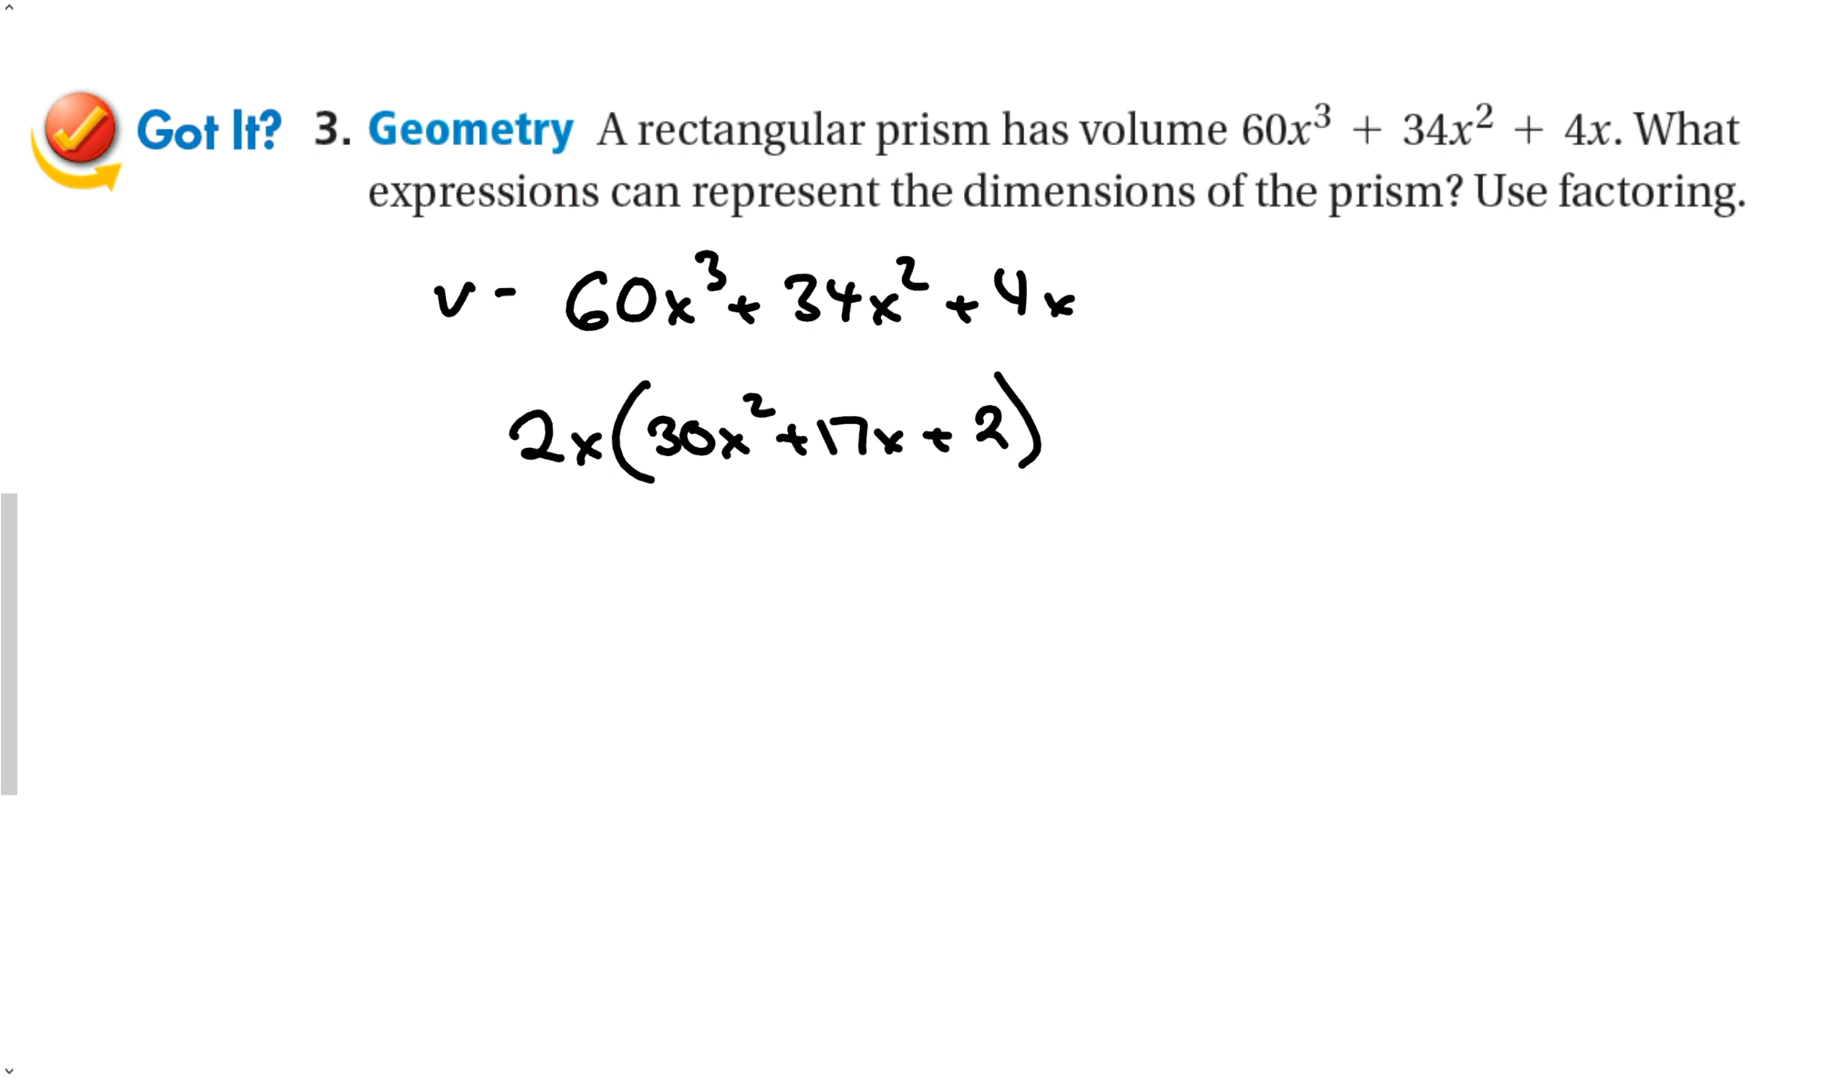 Got It? 3. Geometry A rectangular prism has volume 60x³ + 34x² + 4x. What
expressions can represent the dimensions of the prism? Use factoring.
v - 60x³ + 34x² + 4x
2x(30x² + 17x + 2)